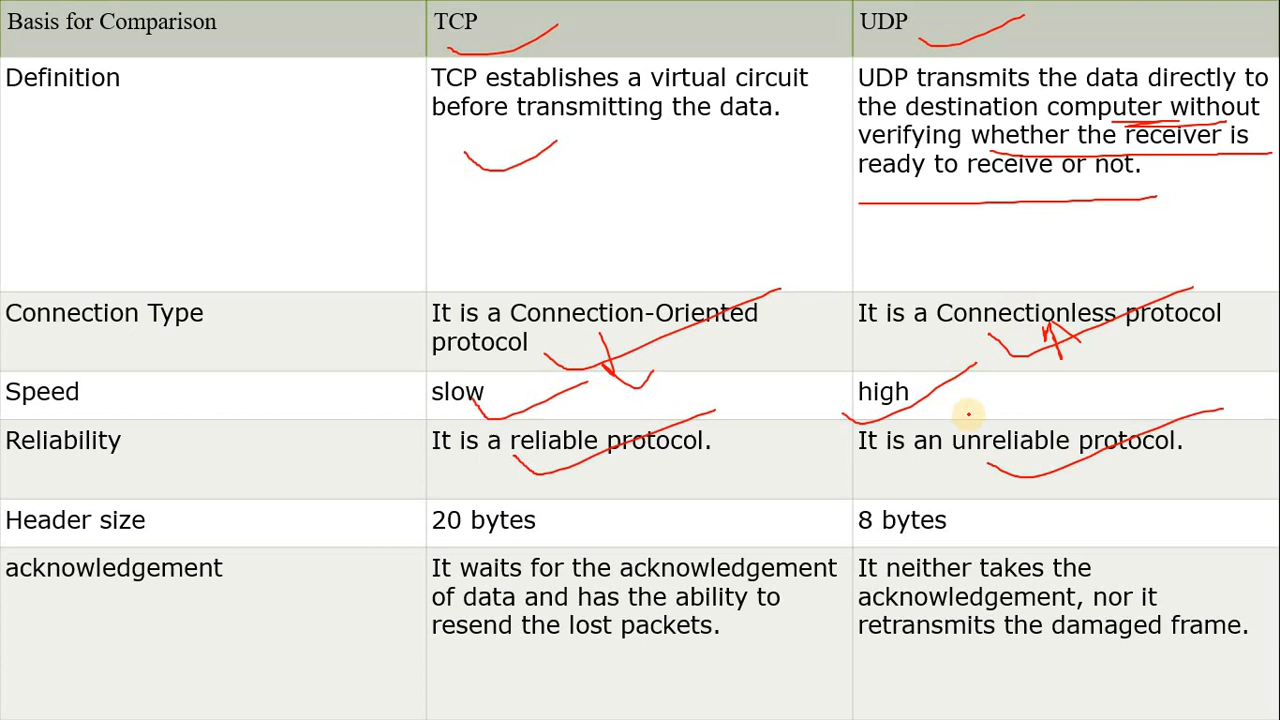 Basis for Comparison
TCP
UDP
Definition
TCP establishes a virtual circuit
before transmitting the data.
UDP transmits the data directly to
the destination computer without
verifying whether the receiver is
ready to receive or not.
Connection Type
It is a Connection-Oriented
protocol
It is a Connectionless protocol
Speed
slow
high
Reliability
It is a reliable protocol.
It is an unreliable protocol.
Header size
20 bytes
8 bytes
acknowledgement
It waits for the acknowledgement
of data and has the ability to
resend the lost packets.
It neither takes the
acknowledgement, nor it
retransmits the damaged frame.